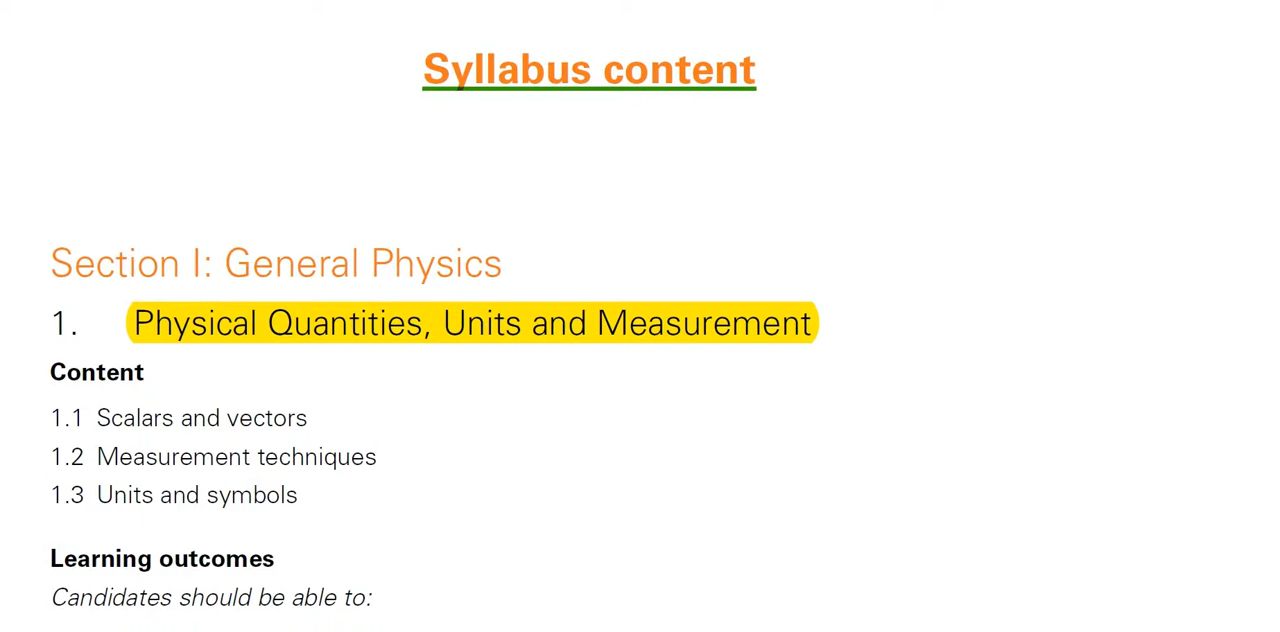 Syllabus content
Section I: General Physics
1. Physical Quantities, Units and Measurement
Content
1.1 Scalars and vectors
1.2 Measurement techniques
1.3 Units and symbols
Learning outcomes
Candidates should be able to: